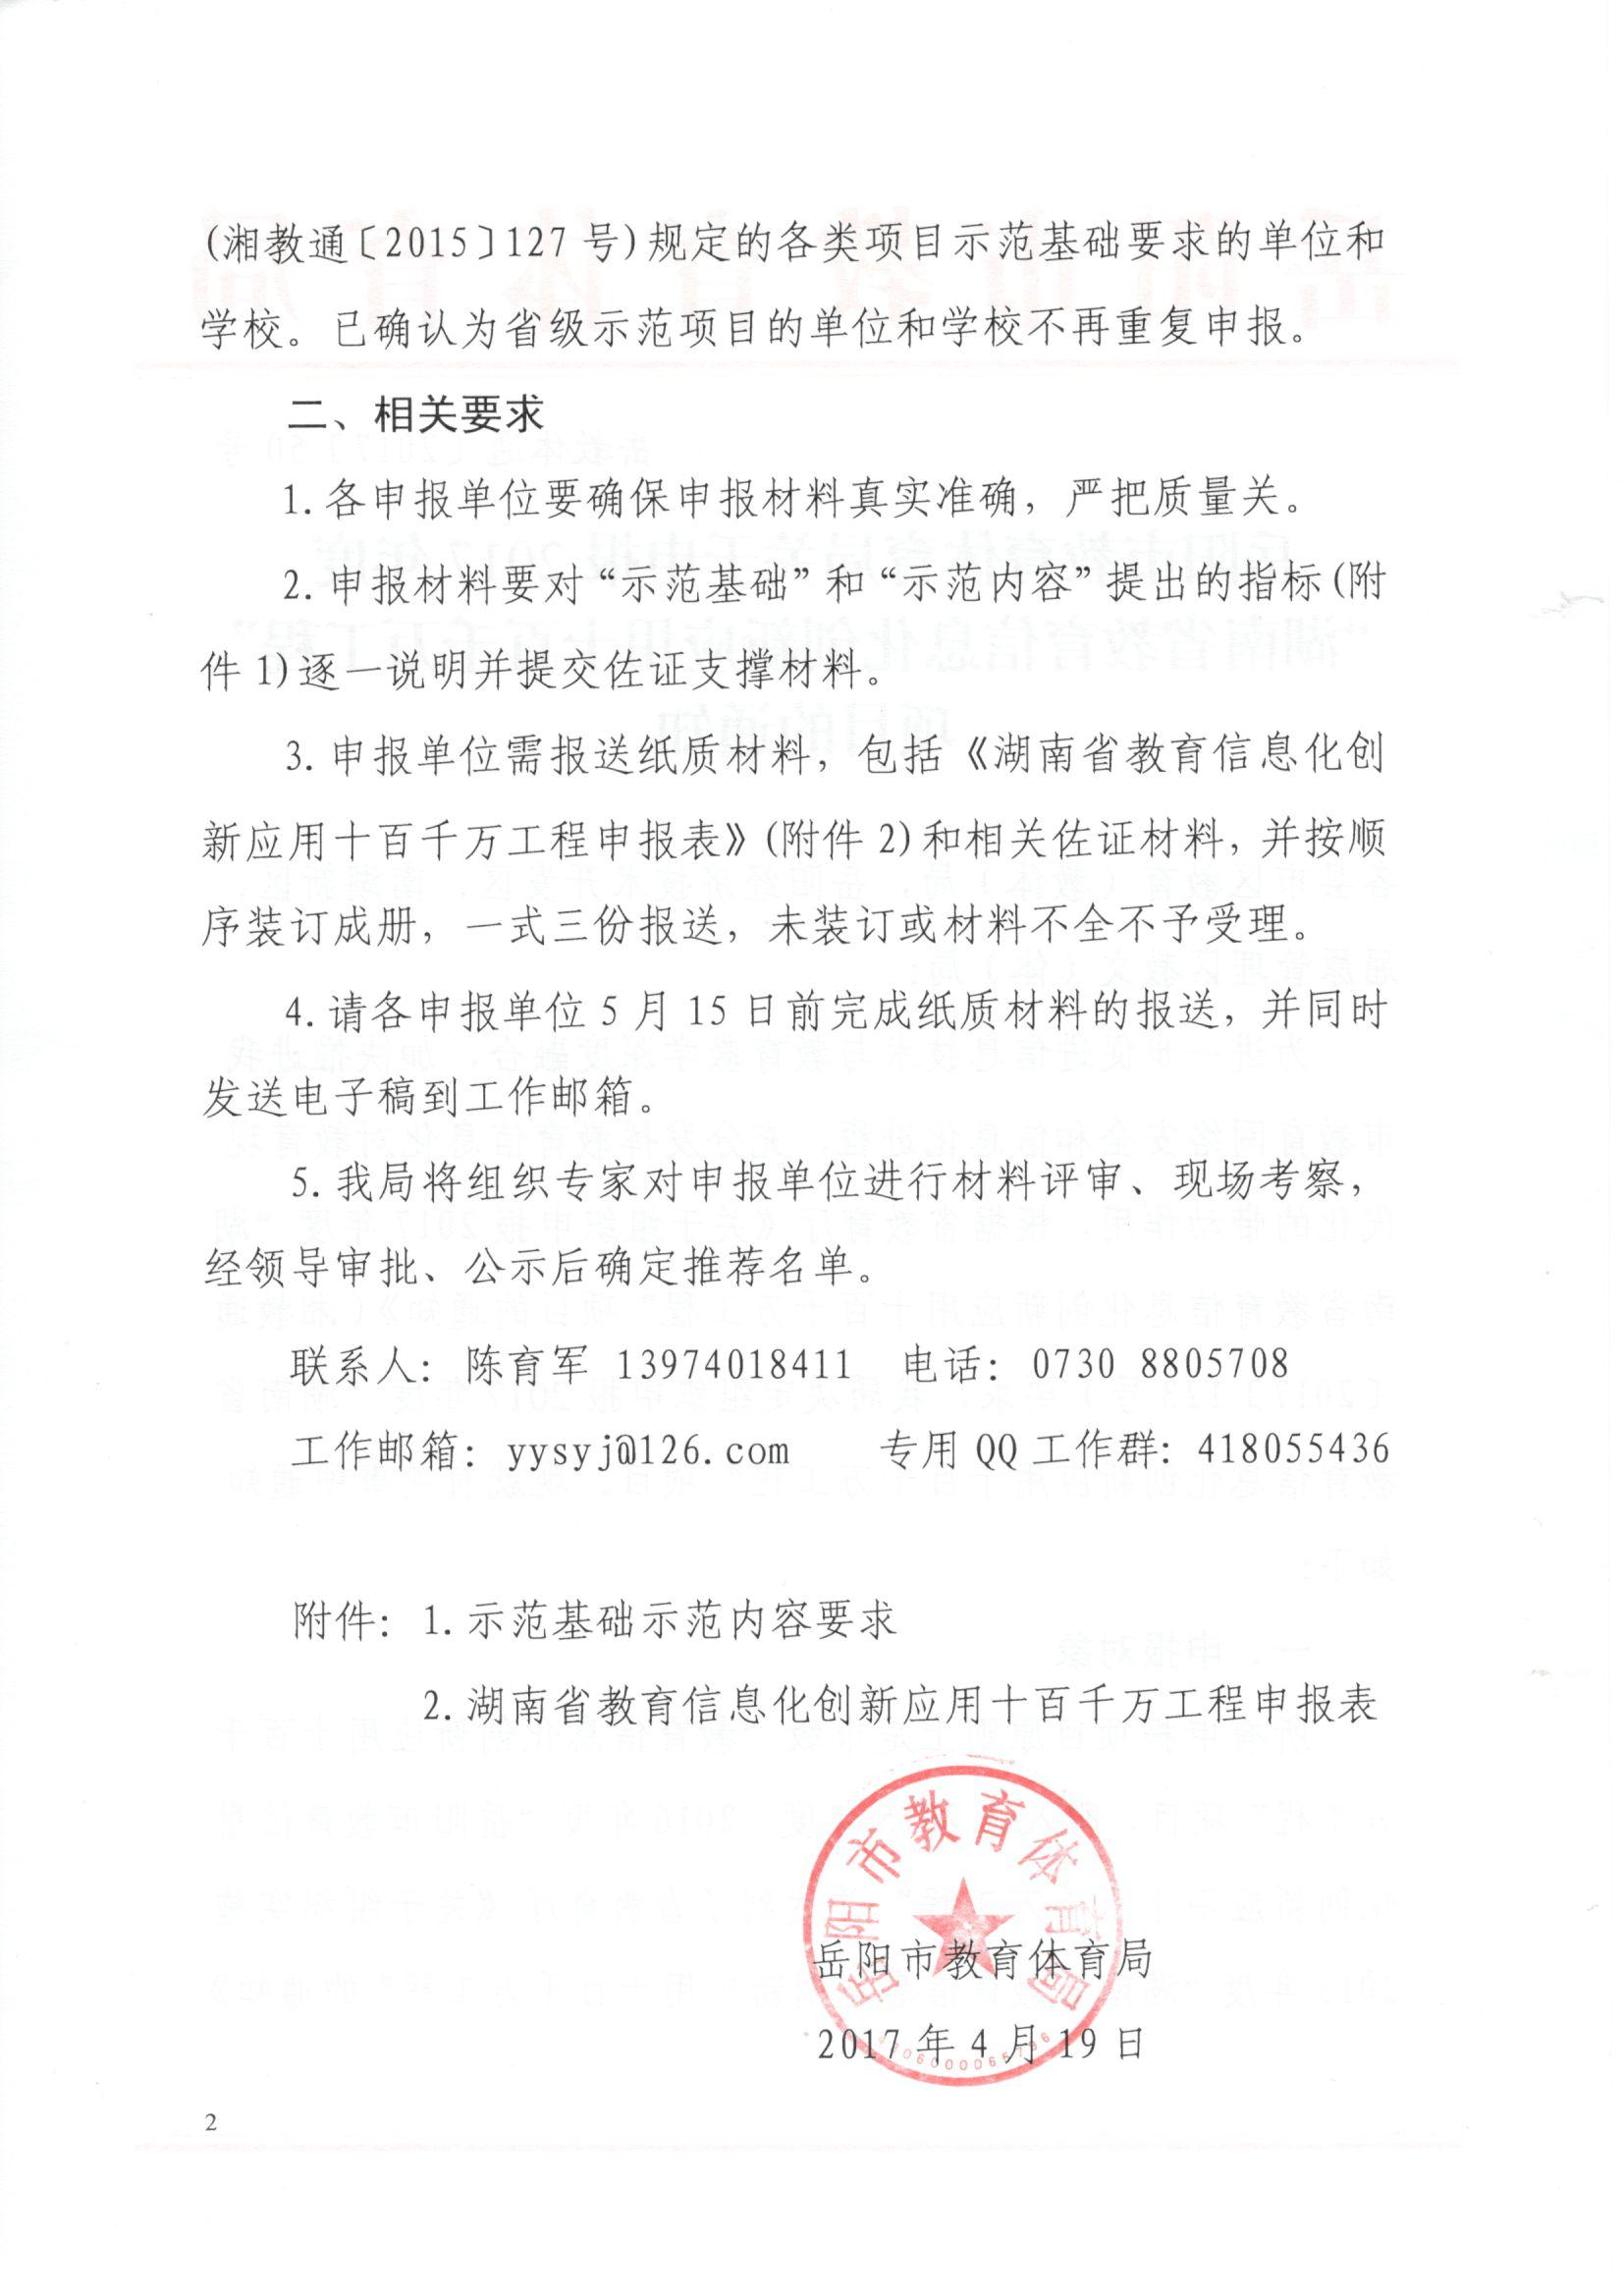 (湘教通〔2015〕127号)规定的各类项目示范基础要求的单位和
学校。已确认为省级示范项目的单位和学校不再重复申报。
二、相关要求
1.各申报单位要确保申报材料真实准确，严把质量关。
2.申报材料要对“示范基础”和“示范内容”提出的指标(附
件1)逐一说明并提交佐证支撑材料。
3.申报单位需报送纸质材料，包括《湖南省教育信息化创
新应用十百千万工程申报表》(附件2)和相关佐证材料，并按顺
序装订成册，一式三份报送，未装订或材料不全不予受理。
4.请各申报单位5月15日前完成纸质材料的报送，并同时
发送电子稿到工作邮箱。
5.我局将组织专家对申报单位进行材料评审、现场考察，
经领导审批、公示后确定推荐名单。
联系人：陈育军 13974018411 电话：0730 8805708
工作邮箱：yysyj@126.com 专用QQ工作群：418055436
附件：1.示范基础示范内容要求
2.湖南省教育信息化创新应用十百千万工程申报表
岳阳市教育体育局
岳阳市教育体育局
2017年4月19日
2